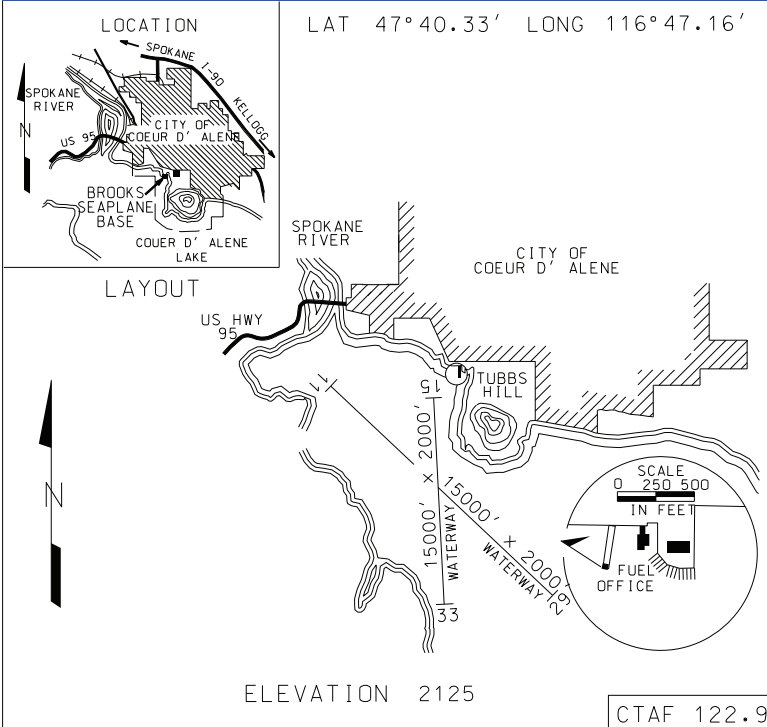 LOCATION
LAT 47°40.33' LONG 116°47.16'
SPOKANE
I-90
KELLOGG
SPOKANE
RIVER
N
US 95
CITY OF
COEUR D' ALENE
BROOKS
SEAPLANE
BASE
COUER D' ALENE
LAKE
LAYOUT
SPOKANE
RIVER
CITY OF
COEUR D' ALENE
US HWY
95
11
15
TUBBS
HILL
N
15000' x 2000'
WATERWAY
15000' x 2000'
WATERWAY
29
33
SCALE
0 250 500
IN FEET
FUEL
OFFICE
ELEVATION 2125
CTAF 122.9